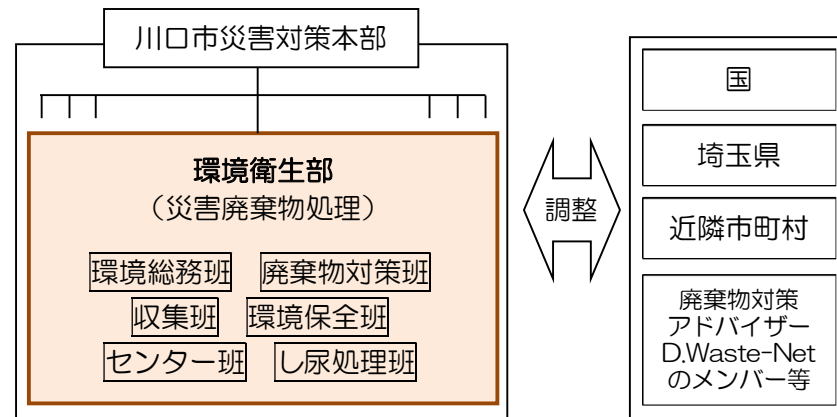 川口市災害対策本部
環境衛生部
（災害廃棄物処理）
環境総務班 廃棄物対策班
収集班 環境保全班
センター班 し尿処理班
調整
国
埼玉県
近隣市町村
廃棄物対策
アドバイザー
D.Waste-Net
のメンバー等